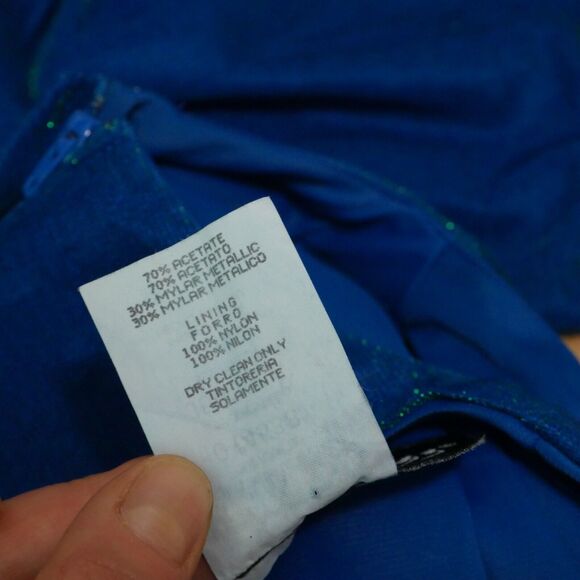 70% ACETATE
70% ACETATO
30% MYLAR METALLIC
30% MYLAR METALICO
LINING
FORRO
100% NYLON
100% NILON
DRY CLEAN ONLY
TINTORERIA
SOLAMENTE